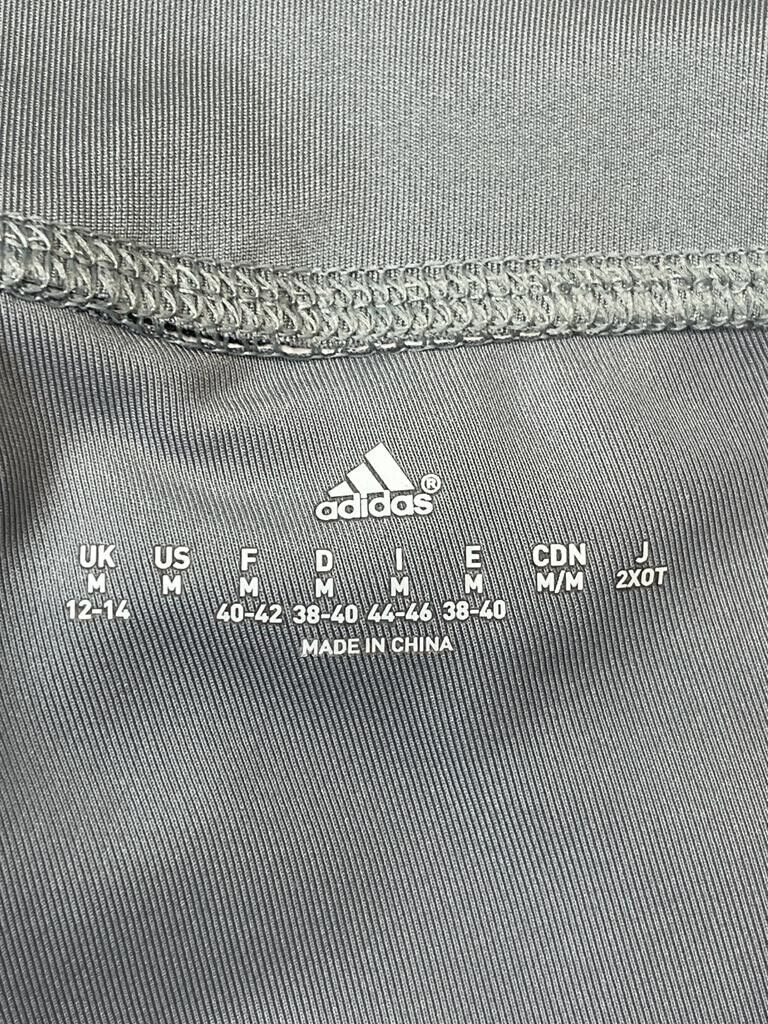 adidas®
UK US F D I E CDN J
M M M M M M M/M 2XOT
12-14 40-42 38-40 44-46 38-40
MADE IN CHINA